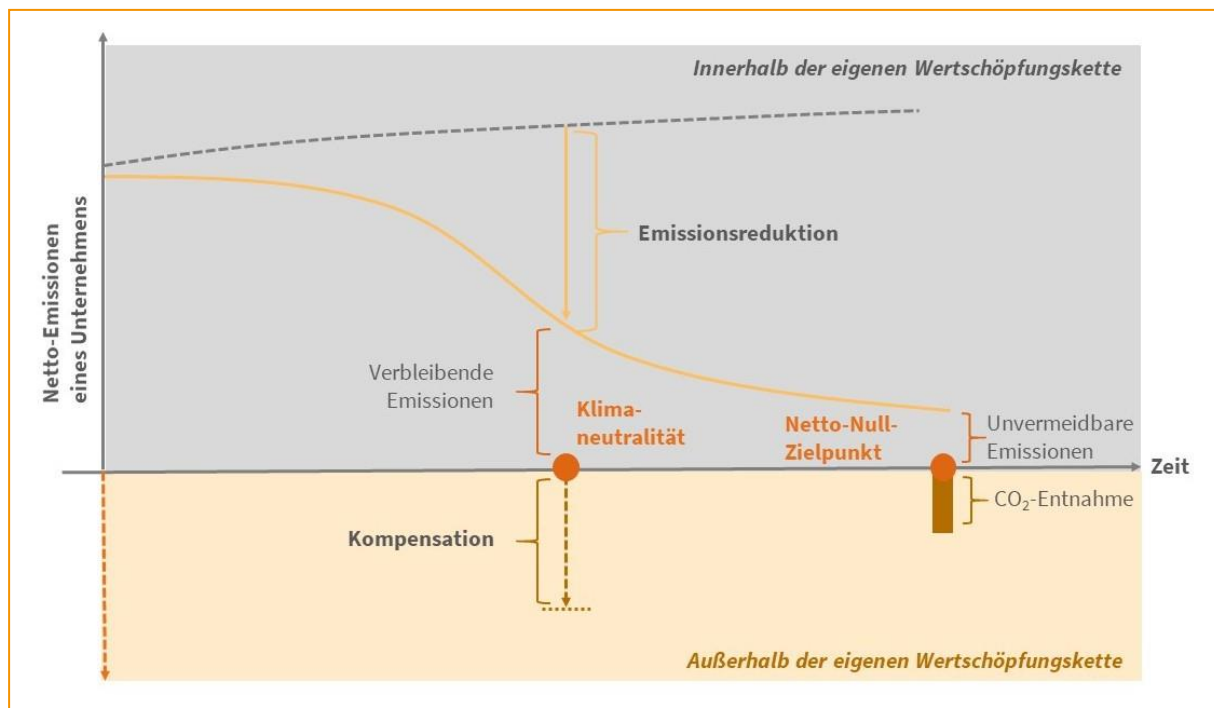 Innerhalb der eigenen Wertschöpfungskette
Netto-Emissionen
eines Unternehmens
Emissionsreduktion
Verbleibende
Emissionen
Klima-
neutralität
Netto-Null-
Zielpunkt
Unvermeidbare
Emissionen
Zeit
CO₂-Entnahme
Kompensation
Außerhalb der eigenen Wertschöpfungskette